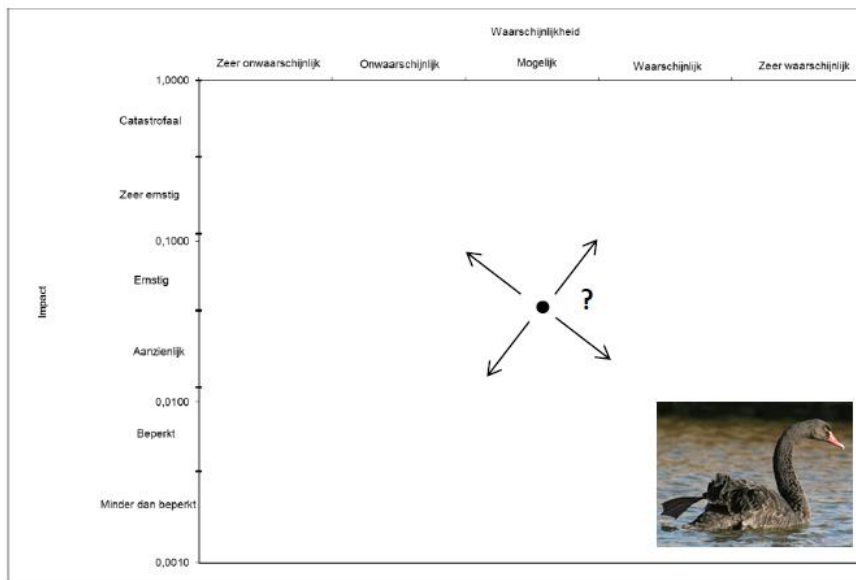 Waarschijnlijkheid
Zeer onwaarschijnlijk Onwaarschijnlijk Mogelijk Waarschijnlijk Zeer waarschijnlijk
1,0000
Catastrofaal
Zeer ernstig
0,1000
Ernstig
Impact
?
Aanzienlijk
0,0100
Beperkt
Minder dan beperkt
0,0010